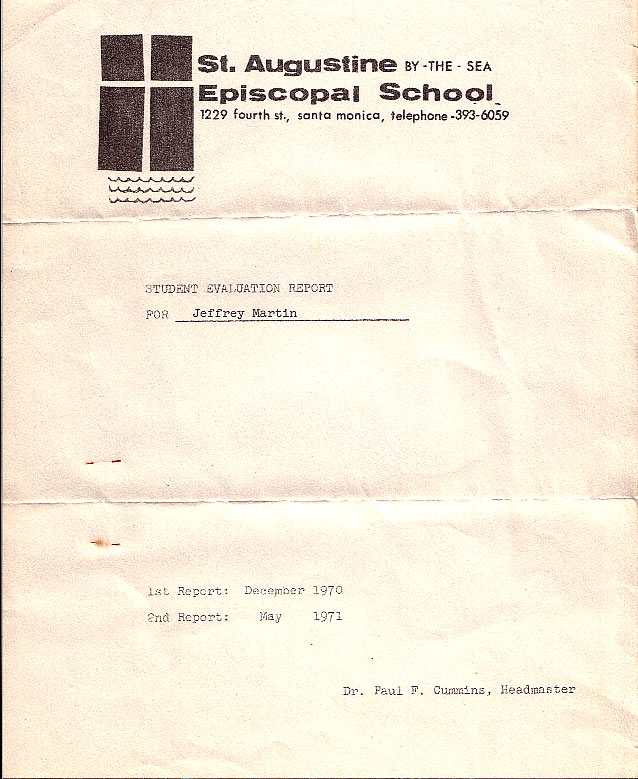 St. Augustine BY-THE-SEA
Episcopal School
1229 fourth st., santa monica, telephone-393-6059
STUDENT EVALUATION REPORT
FOR Jeffrey Martin
1st Report: December 1970
2nd Report: May 1971
Dr. Paul F. Cummins, Headmaster